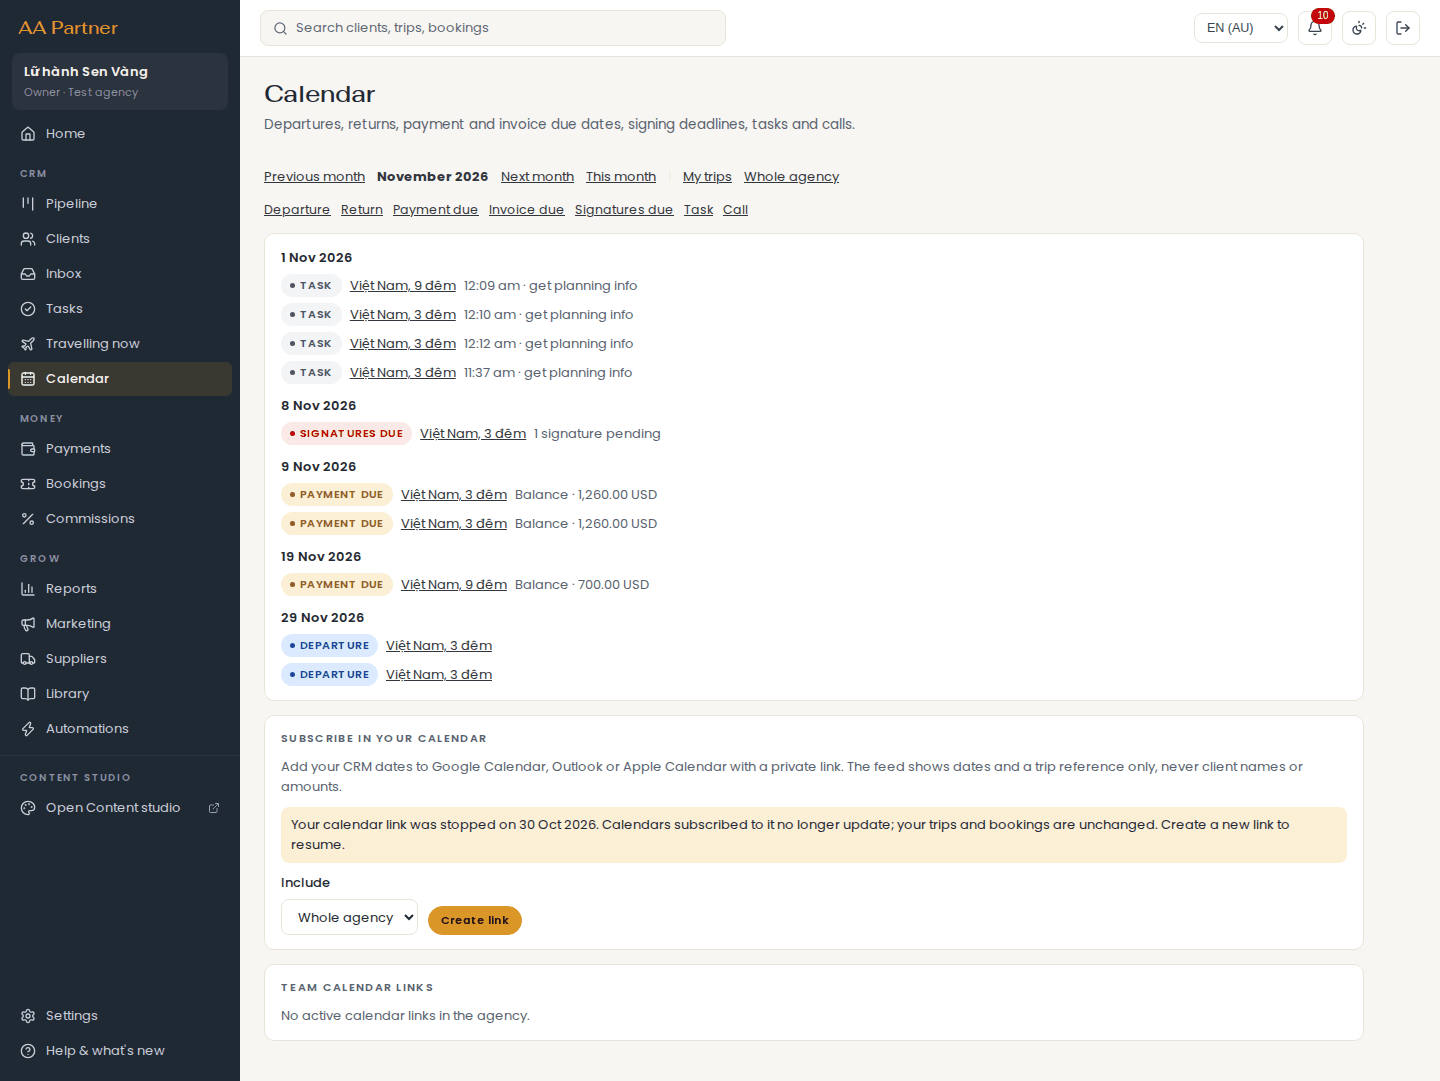 AA Partner
Lữ hành Sen Vàng
Owner · Test agency
Home
CRM
Pipeline
Clients
Inbox
Tasks
Travelling now
Calendar
MONEY
Payments
Bookings
Commissions
GROW
Reports
Marketing
Suppliers
Library
Automations
CONTENT STUDIO
Open Content studio
Settings
Help & what's new
Search clients, trips, bookings
EN (AU)
10
Calendar
Departures, returns, payment and invoice due dates, signing deadlines, tasks and calls.
Previous month November 2026 Next month This month My trips Whole agency
Departure Return Payment due Invoice due Signatures due Task Call
1 Nov 2026
TASK Việt Nam, 9 đêm 12:09 am · get planning info
TASK Việt Nam, 3 đêm 12:10 am · get planning info
TASK Việt Nam, 3 đêm 12:12 am · get planning info
TASK Việt Nam, 3 đêm 11:37 am · get planning info
8 Nov 2026
SIGNATURES DUE Việt Nam, 3 đêm 1 signature pending
9 Nov 2026
PAYMENT DUE Việt Nam, 3 đêm Balance · 1,260.00 USD
PAYMENT DUE Việt Nam, 3 đêm Balance · 1,260.00 USD
19 Nov 2026
PAYMENT DUE Việt Nam, 9 đêm Balance · 700.00 USD
29 Nov 2026
DEPARTURE Việt Nam, 3 đêm
DEPARTURE Việt Nam, 3 đêm
SUBSCRIBE IN YOUR CALENDAR
Add your CRM dates to Google Calendar, Outlook or Apple Calendar with a private link. The feed shows dates and a trip reference only, never client names or
amounts.
Your calendar link was stopped on 30 Oct 2026. Calendars subscribed to it no longer update; your trips and bookings are unchanged. Create a new link to
resume.
Include
Whole agency Create link
TEAM CALENDAR LINKS
No active calendar links in the agency.